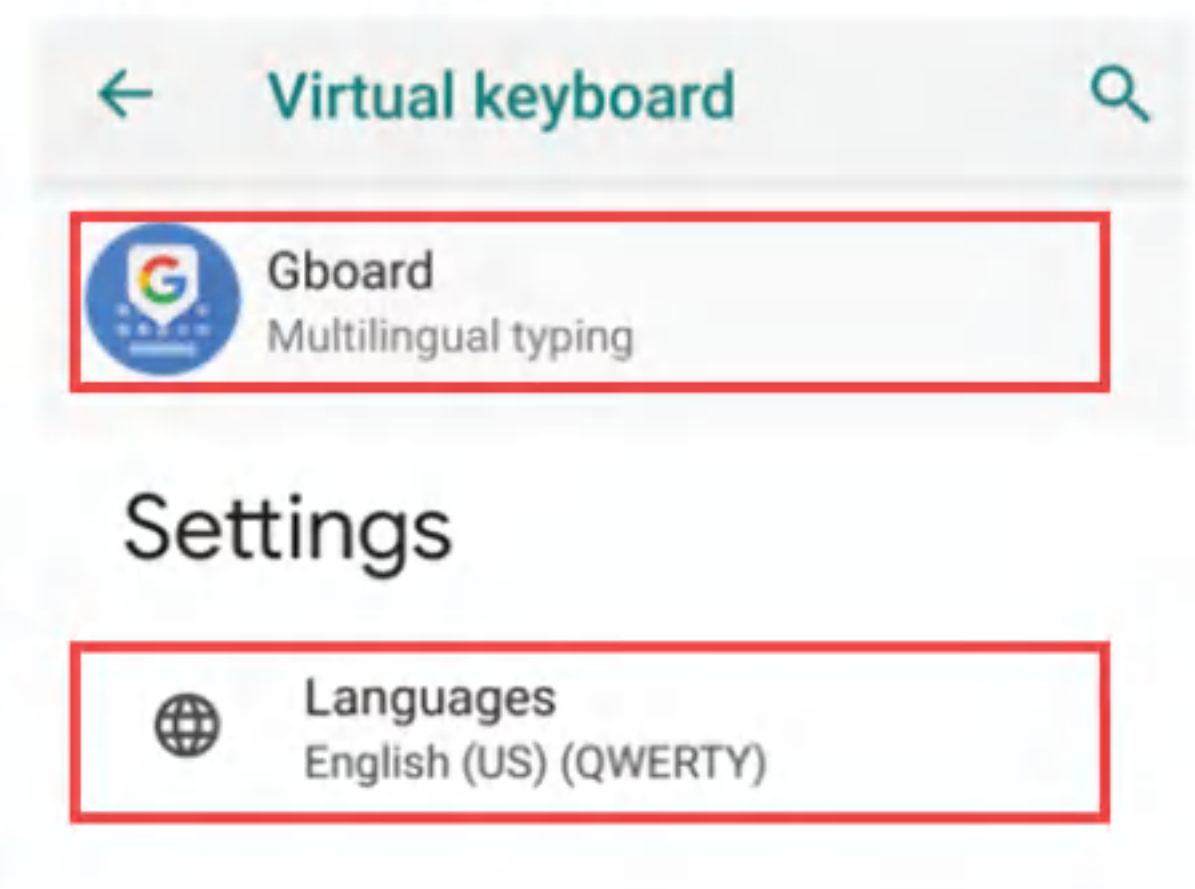 Virtual keyboard
Gboard
Multilingual typing
Settings
Languages
English (US) (QWERTY)